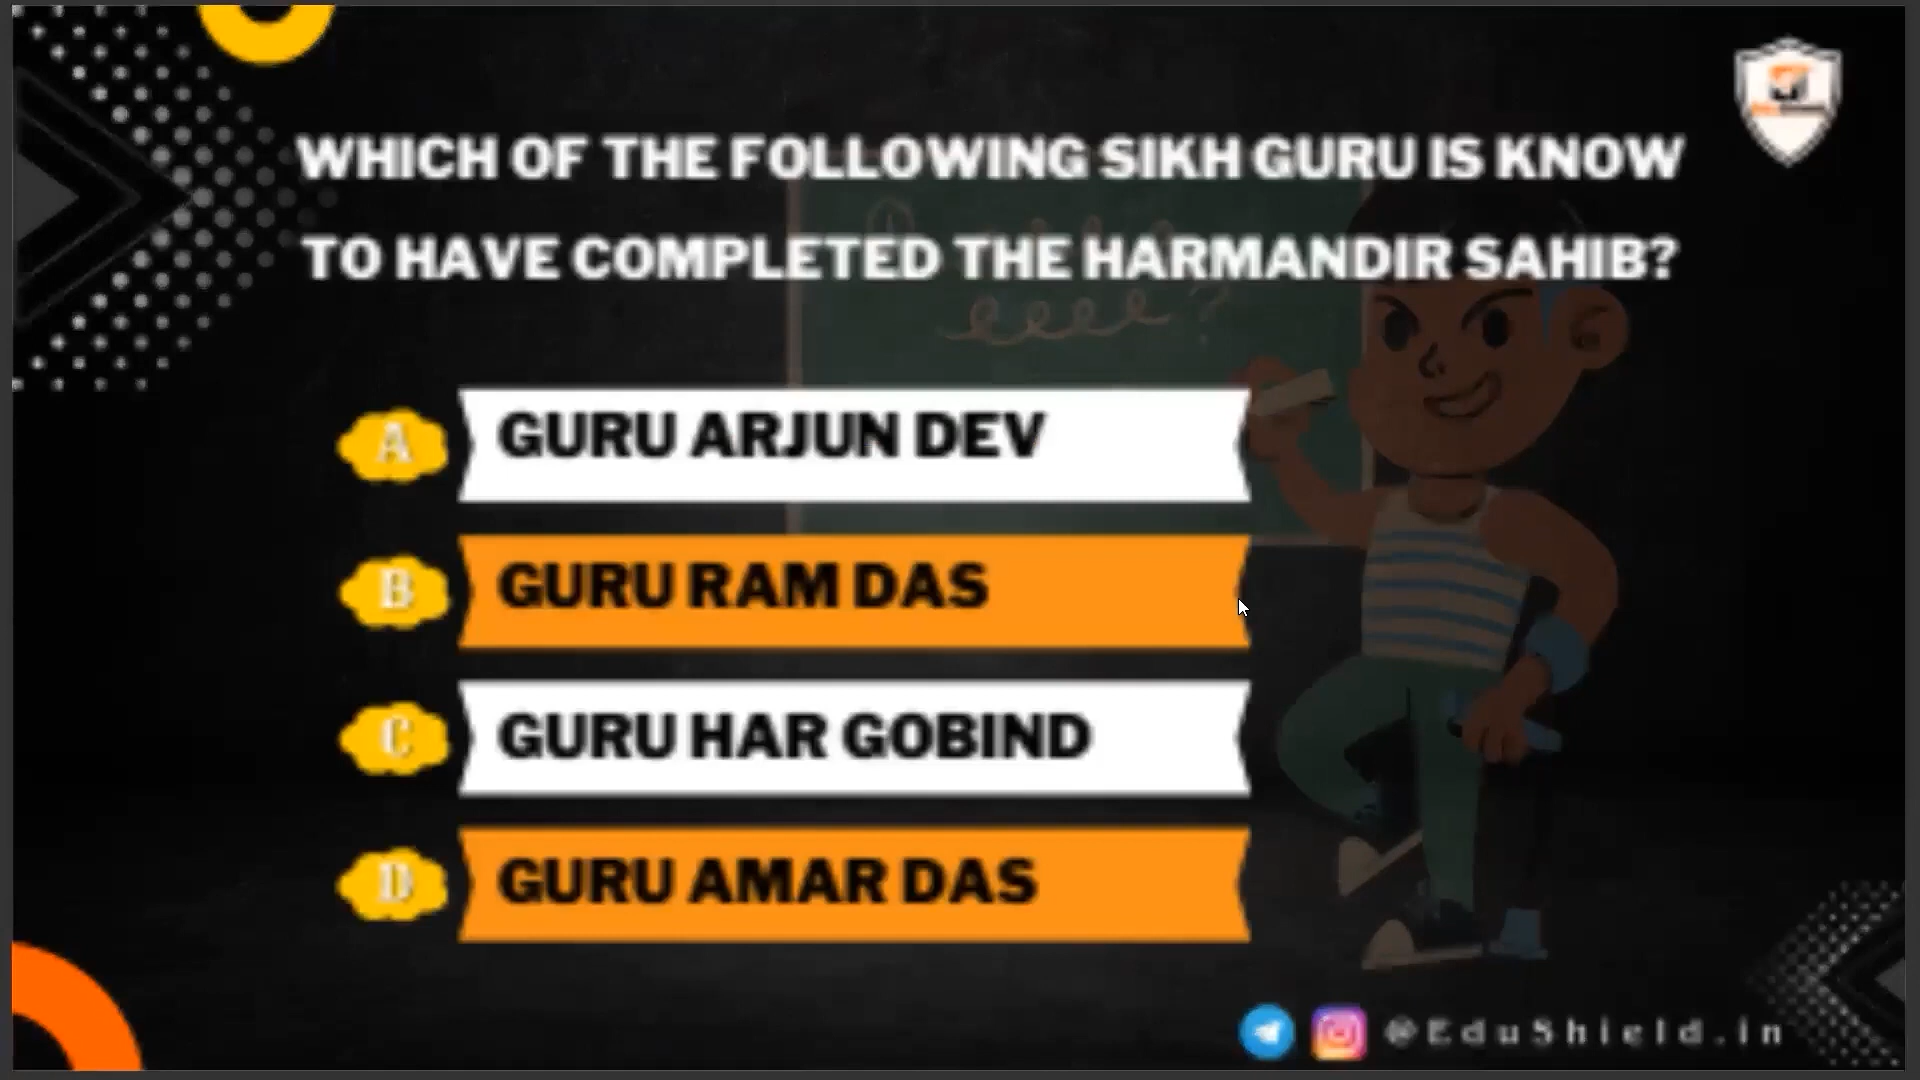 WHICH OF THE FOLLOWING SIKH GURU IS KNOW
TO HAVE COMPLETED THE HARMANDIR SAHIB?
A GURU ARJUN DEV
B GURU RAM DAS
C GURU HAR GOBIND
D GURU AMAR DAS
@EduShield.in